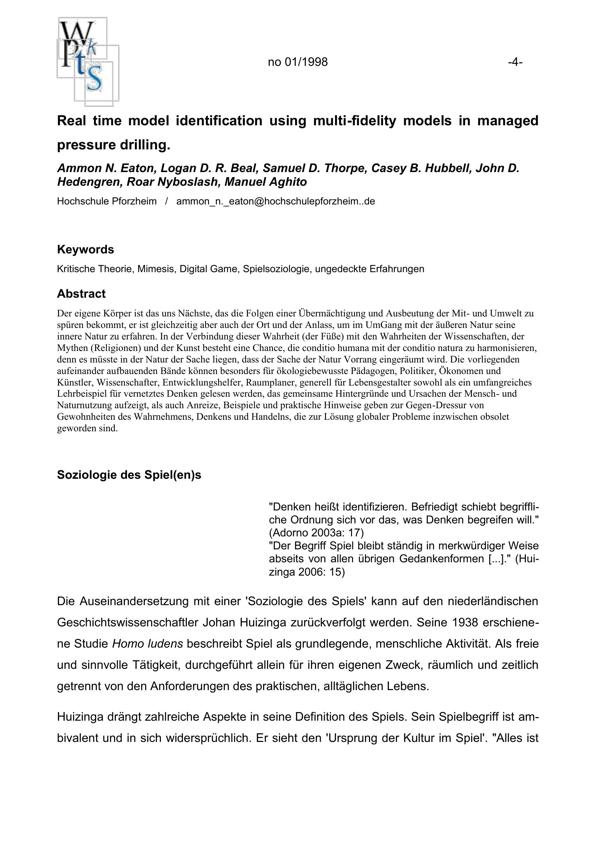 W
P k
t s
S
no 01/1998 -4-
Real time model identification using multi-fidelity models in managed
pressure drilling.
Ammon N. Eaton, Logan D. R. Beal, Samuel D. Thorpe, Casey B. Hubbell, John D.
Hedengren, Roar Nyboslash, Manuel Aghito
Hochschule Pforzheim / ammon_n._eaton@hochschulepforzheim..de
Keywords
Kritische Theorie, Mimesis, Digital Game, Spielsoziologie, ungedeckte Erfahrungen
Abstract
Der eigene Körper ist das uns Nächste, das die Folgen einer Übermächtigung und Ausbeutung der Mit- und Umwelt zu
spüren bekommt, er ist gleichzeitig aber auch der Ort und der Anlass, um im UmGang mit der äußeren Natur seine
innere Natur zu erfahren. In der Verbindung dieser Wahrheit (der Füße) mit den Wahrheiten der Wissenschaften, der
Mythen (Religionen) und der Kunst besteht eine Chance, die conditio humana mit der conditio natura zu harmonisieren,
denn es müsste in der Natur der Sache liegen, dass der Sache der Natur Vorrang eingeräumt wird. Die vorliegenden
aufeinander aufbauenden Bände können besonders für ökologiebewusste Pädagogen, Politiker, Ökonomen und
Künstler, Wissenschafter, Entwicklungshelfer, Raumplaner, generell für Lebensgestalter sowohl als ein umfangreiches
Lehrbeispiel für vernetztes Denken gelesen werden, das gemeinsame Hintergründe und Ursachen der Mensch- und
Naturnutzung aufzeigt, als auch Anreize, Beispiele und praktische Hinweise geben zur Gegen-Dressur von
Gewohnheiten des Wahrnehmens, Denkens und Handelns, die zur Lösung globaler Probleme inzwischen obsolet
geworden sind.
Soziologie des Spiel(en)s
"Denken heißt identifizieren. Befriedigt schiebt begriffli-
che Ordnung sich vor das, was Denken begreifen will."
(Adorno 2003a: 17)
"Der Begriff Spiel bleibt ständig in merkwürdiger Weise
abseits von allen übrigen Gedankenformen [...]." (Hui-
zinga 2006: 15)
Die Auseinandersetzung mit einer 'Soziologie des Spiels' kann auf den niederländischen
Geschichtswissenschaftler Johan Huizinga zurückverfolgt werden. Seine 1938 erschiene-
ne Studie Homo ludens beschreibt Spiel als grundlegende, menschliche Aktivität. Als freie
und sinnvolle Tätigkeit, durchgeführt allein für ihren eigenen Zweck, räumlich und zeitlich
getrennt von den Anforderungen des praktischen, alltäglichen Lebens.
Huizinga drängt zahlreiche Aspekte in seine Definition des Spiels. Sein Spielbegriff ist am-
bivalent und in sich widersprüchlich. Er sieht den 'Ursprung der Kultur im Spiel'. "Alles ist